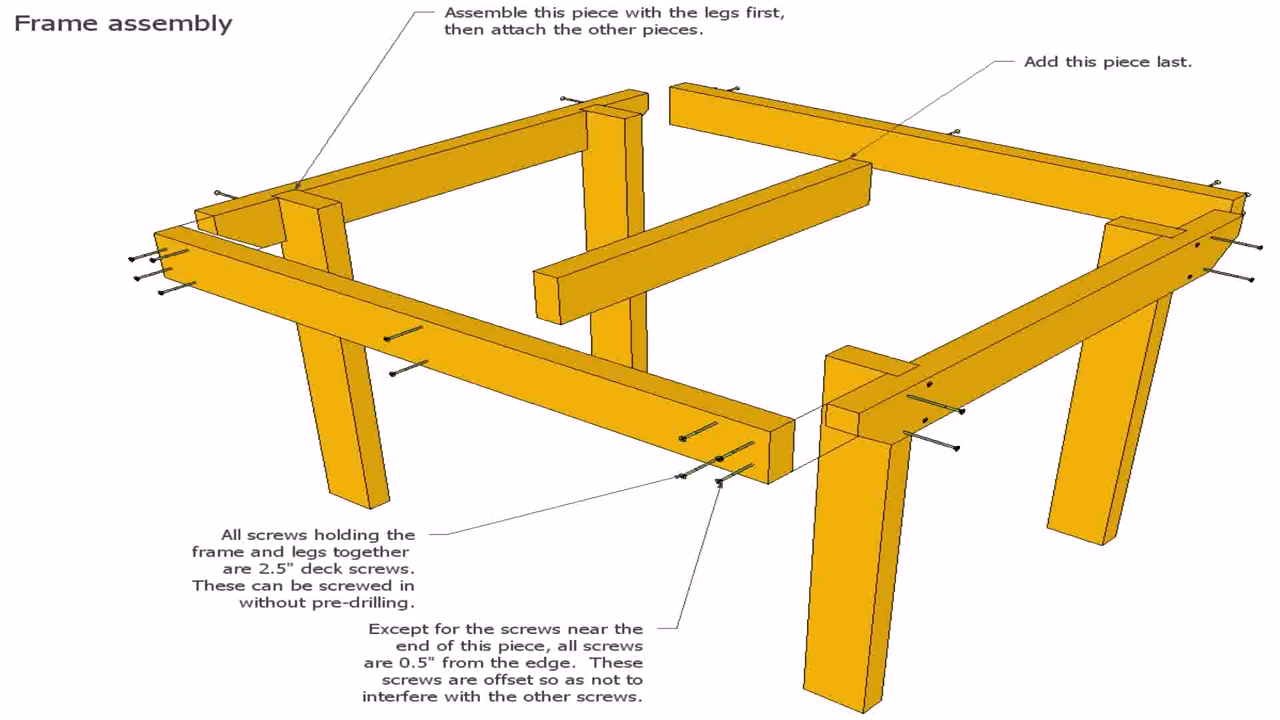 Frame assembly
Assemble this piece with the legs first,
then attach the other pieces.
Add this piece last.
All screws holding the
frame and legs together
are 2.5" deck screws.
These can be screwed in
without pre-drilling.
Except for the screws near the
end of this piece, all screws
are 0.5" from the edge.  These
screws are offset so as not to
interfere with the other screws.